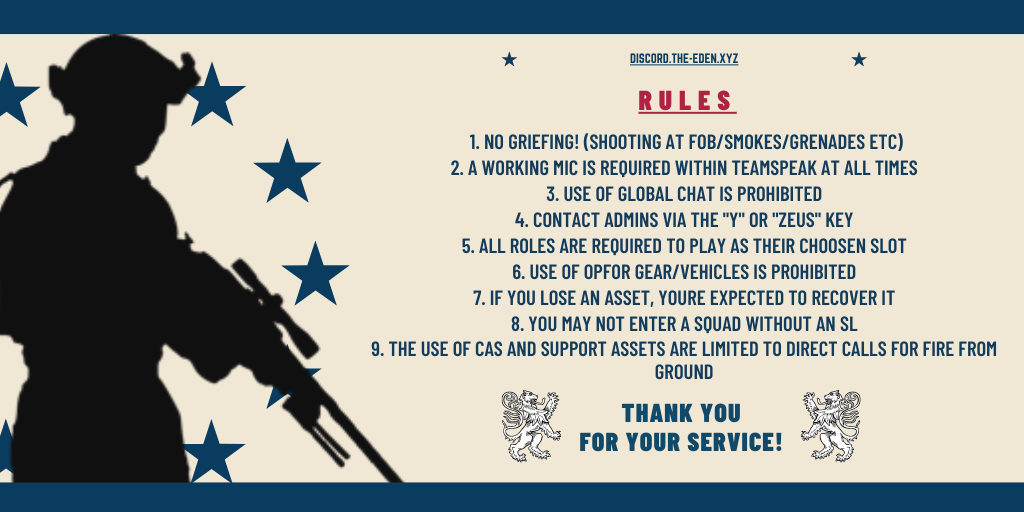 DISCORD.THE-EDEN.XYZ
RULES
1. NO GRIEFING! (SHOOTING AT FOB/SMOKES/GRENADES ETC)
2. A WORKING MIC IS REQUIRED WITHIN TEAMSPEAK AT ALL TIMES
3. USE OF GLOBAL CHAT IS PROHIBITED
4. CONTACT ADMINS VIA THE "Y" OR "ZEUS" KEY
5. ALL ROLES ARE REQUIRED TO PLAY AS THEIR CHOOSEN SLOT
6. USE OF OPFOR GEAR/VEHICLES IS PROHIBITED
7. IF YOU LOSE AN ASSET, YOURE EXPECTED TO RECOVER IT
8. YOU MAY NOT ENTER A SQUAD WITHOUT AN SL
9. THE USE OF CAS AND SUPPORT ASSETS ARE LIMITED TO DIRECT CALLS FOR FIRE FROM
GROUND
THANK YOU
FOR YOUR SERVICE!